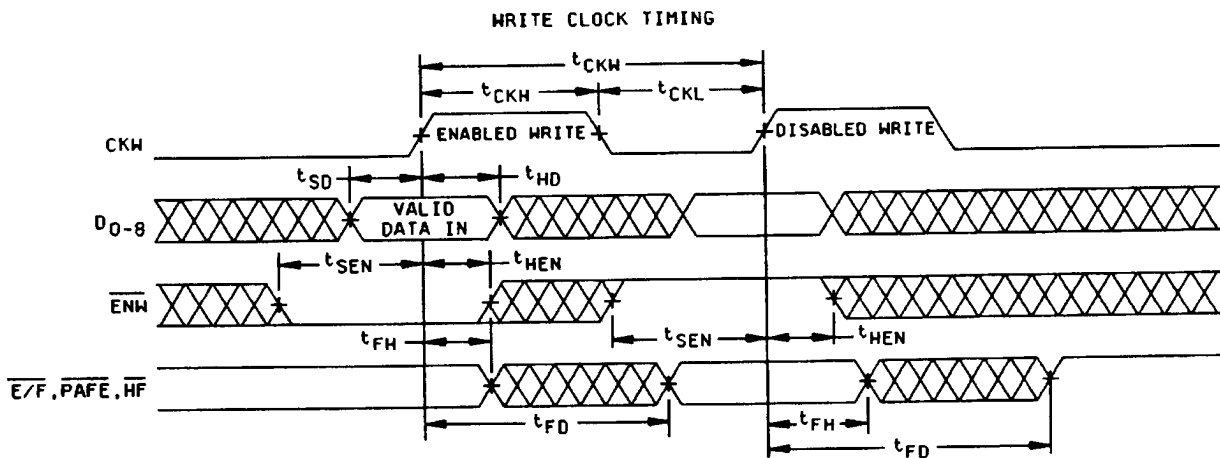 WRITE CLOCK TIMING
tCKW
tCKH
tCKL
CKW
ENABLED WRITE
DISABLED WRITE
tSD
tHD
D0-8
VALID
DATA IN
tSEN
tHEN
ENW
tFH
tSEN
tHEN
E/F, PAFE, HF
tFD
tFH
tFD